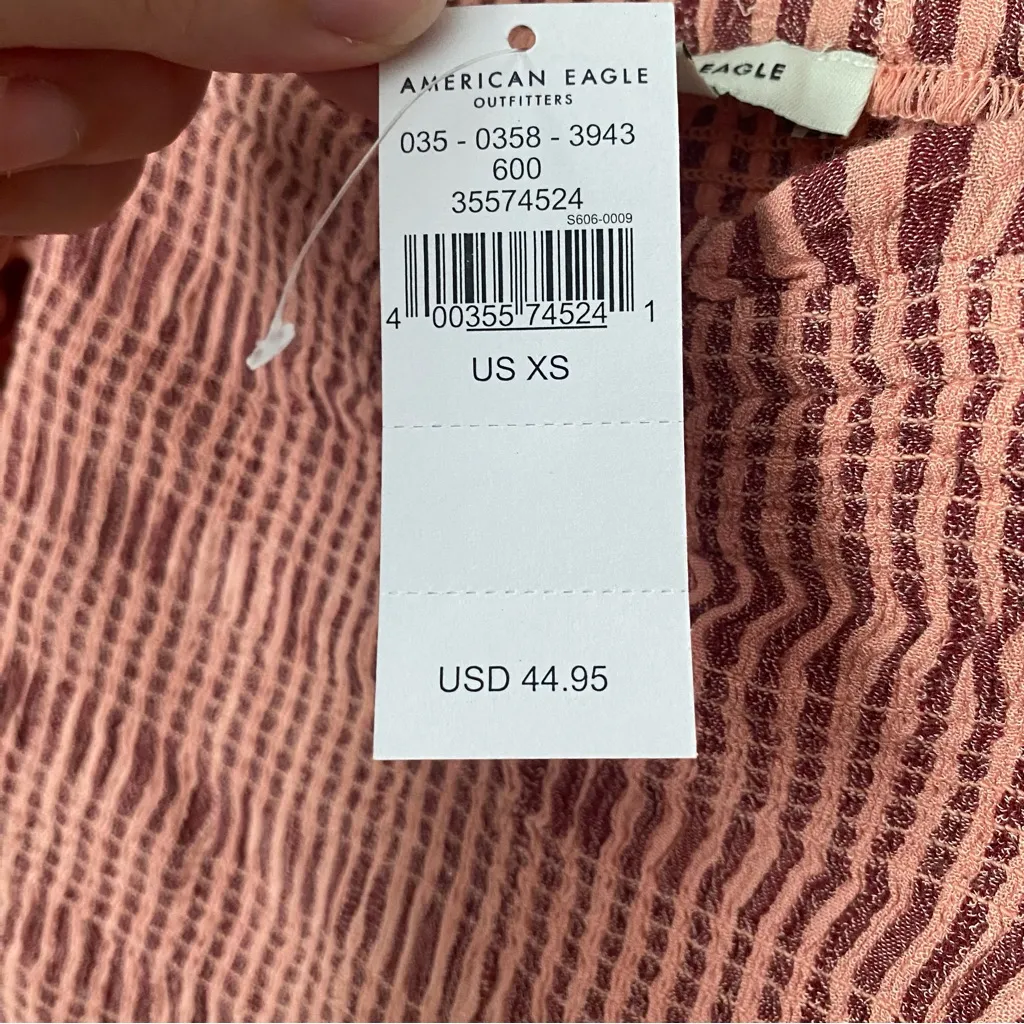 AMERICAN EAGLE
OUTFITTERS
035 - 0358 - 3943
600
35574524
S606-0009
4 00355 74524 1
US XS
USD 44.95
EAGLE